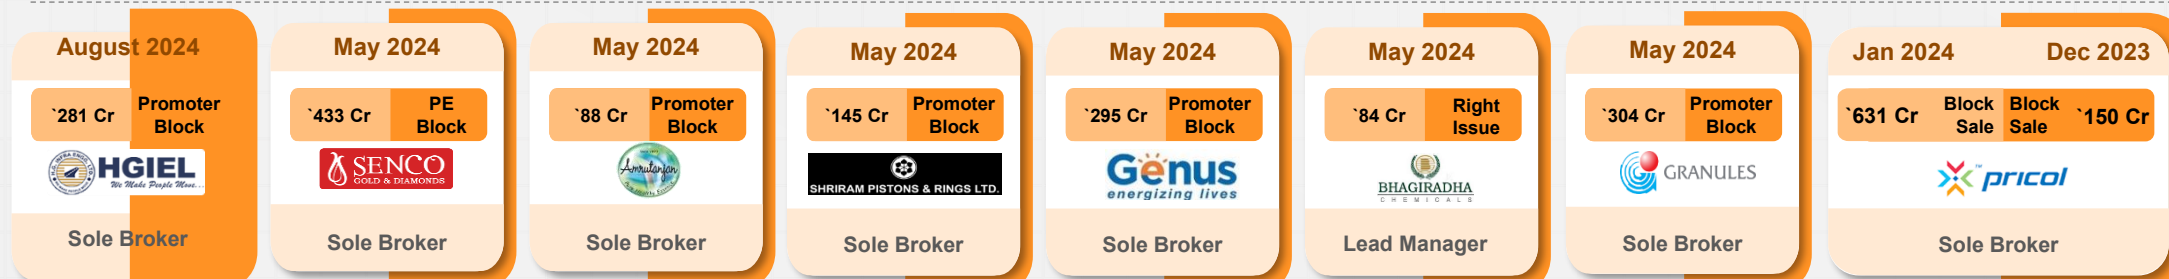 August 2024
`281 Cr
Promoter
Block
HGIEL
We Make People Move...
Sole Broker
May 2024
`433 Cr
PE
Block
SENCO
GOLD & DIAMONDS
Sole Broker
May 2024
`88 Cr
Promoter
Block
Amrutanjan
Sole Broker
May 2024
`145 Cr
Promoter
Block
SHRIRAM PISTONS & RINGS LTD.
Sole Broker
May 2024
`295 Cr
Promoter
Block
Genus
energizing lives
Sole Broker
May 2024
`84 Cr
Right
Issue
BHAGIRADHA
CHEMICALS
Lead Manager
May 2024
`304 Cr
Promoter
Block
GRANULES
Sole Broker
Jan 2024 Dec 2023
`631 Cr
Block
Sale
Block
Sale
`150 Cr
pricol
Sole Broker